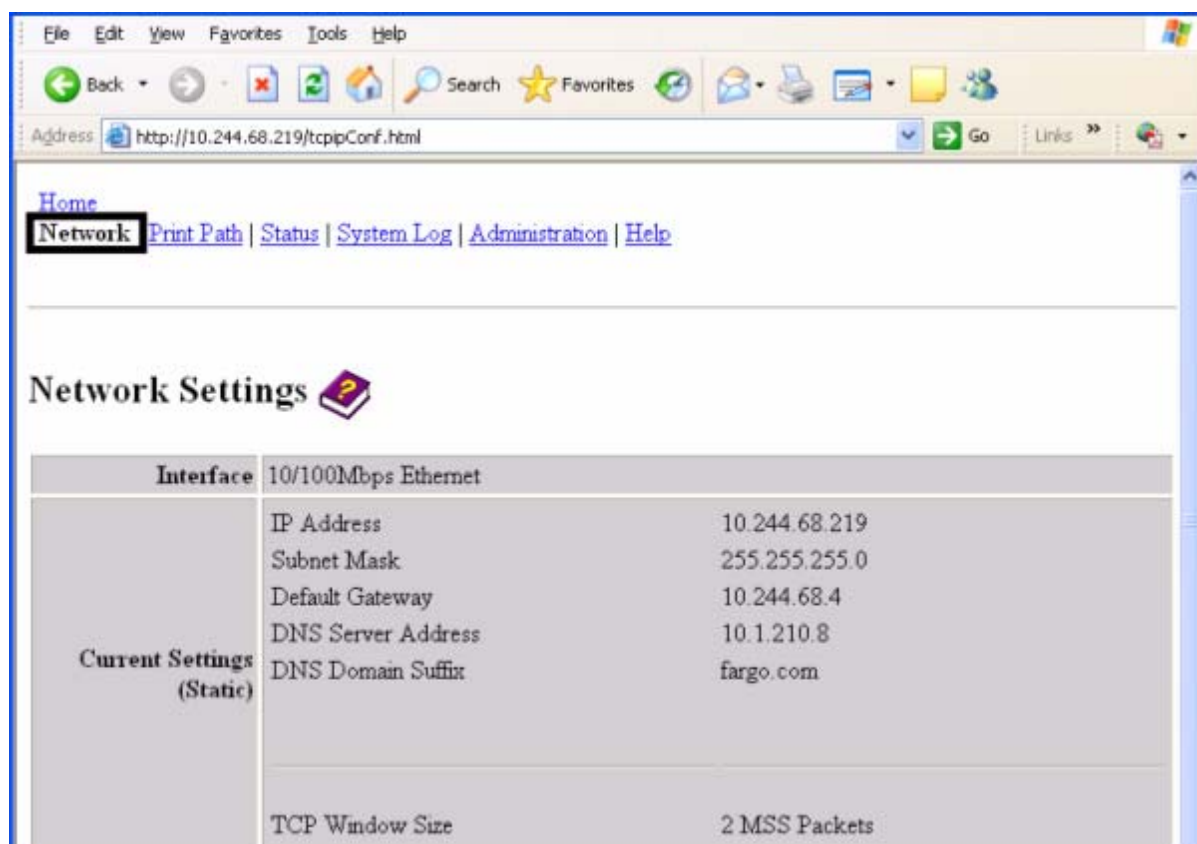 File Edit View Favorites Tools Help
Back Search Favorites
Address http://10.244.68.219/tcpipConf.html Go Links »
Home
Network Print Path | Status | System Log | Administration | Help
Network Settings ?
Interface 10/100Mbps Ethernet
IP Address 10.244.68.219
Subnet Mask 255.255.255.0
Default Gateway 10.244.68.4
DNS Server Address 10.1.210.8
Current Settings
(Static)
DNS Domain Suffix fargo.com
TCP Window Size 2 MSS Packets